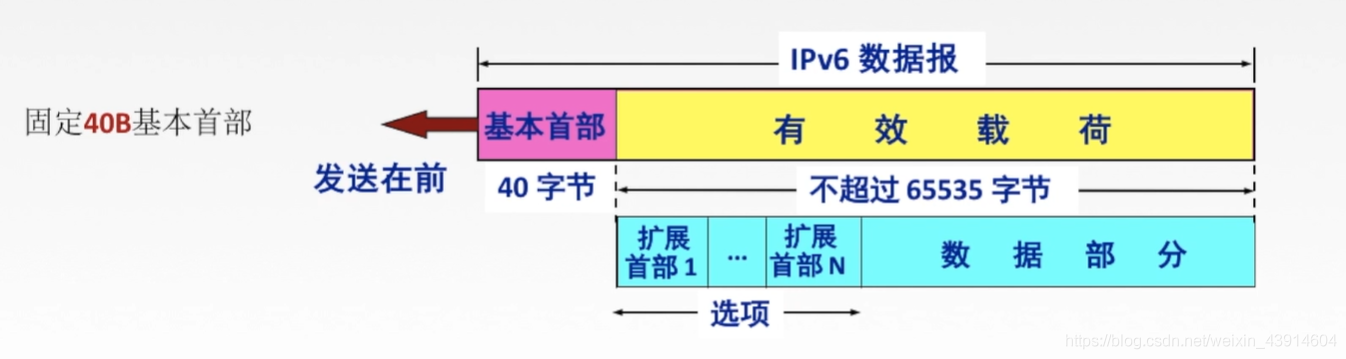 IPv6 数据报
固定40B基本首部
基本首部
有效载荷
发送在前
40 字节
不超过 65535 字节
扩展
首部 1
...
扩展
首部 N
数据部分
选项
https://blog.csdn.net/weixin_43914604